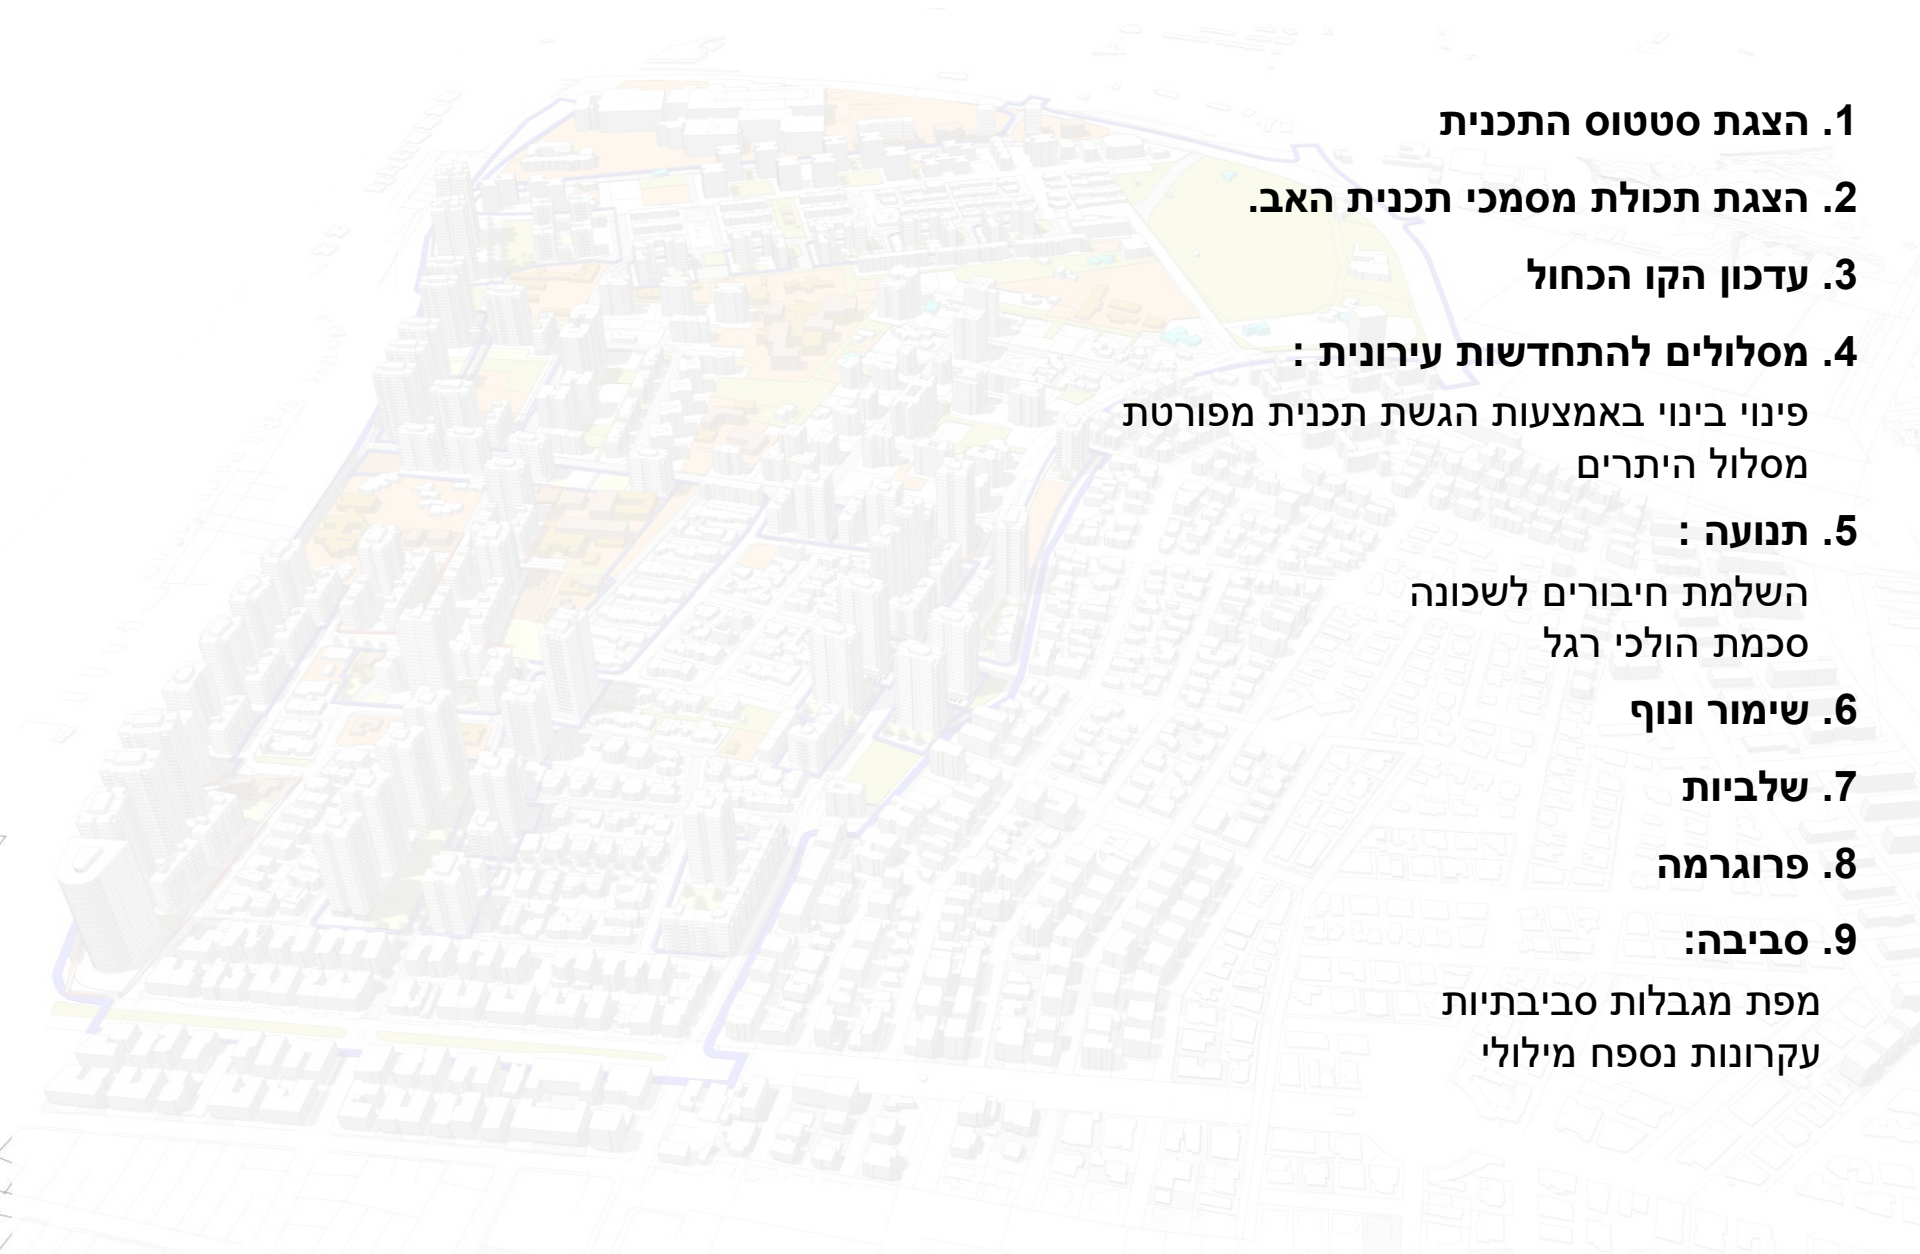 1. הצגת סטטוס התכנית
2. הצגת תכולת מסמכי תכנית האב.
3. עדכון הקו הכחול
4. מסלולים להתחדשות עירונית :
פינוי בינוי באמצעות הגשת תכנית מפורטת
מסלול היתרים
5. תנועה :
השלמת חיבורים לשכונה
סכמת הולכי רגל
6. שימור ונוף
7. שלביות
8. פרוגרמה
9. סביבה:
מפת מגבלות סביבתיות
עקרונות נספח מילולי